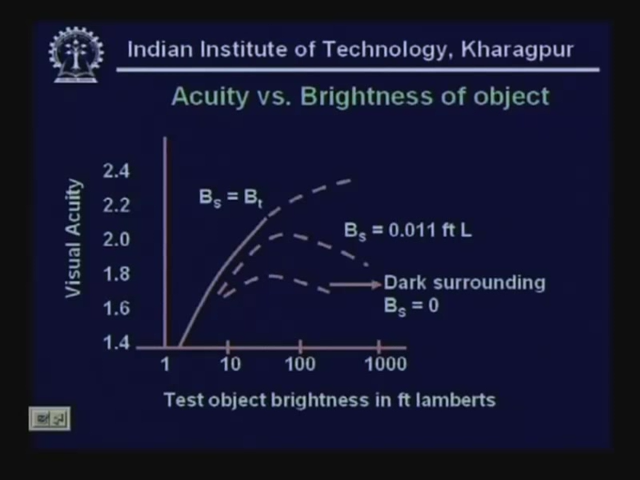 Indian Institute of Technology, Kharagpur
Acuity vs. Brightness of object
Visual Acuity
2.4
2.2
2.0
1.8
1.6
1.4
Bs = Bt
Bs = 0.011 ft L
Dark surrounding
Bs = 0
1 10 100 1000
Test object brightness in ft lamberts